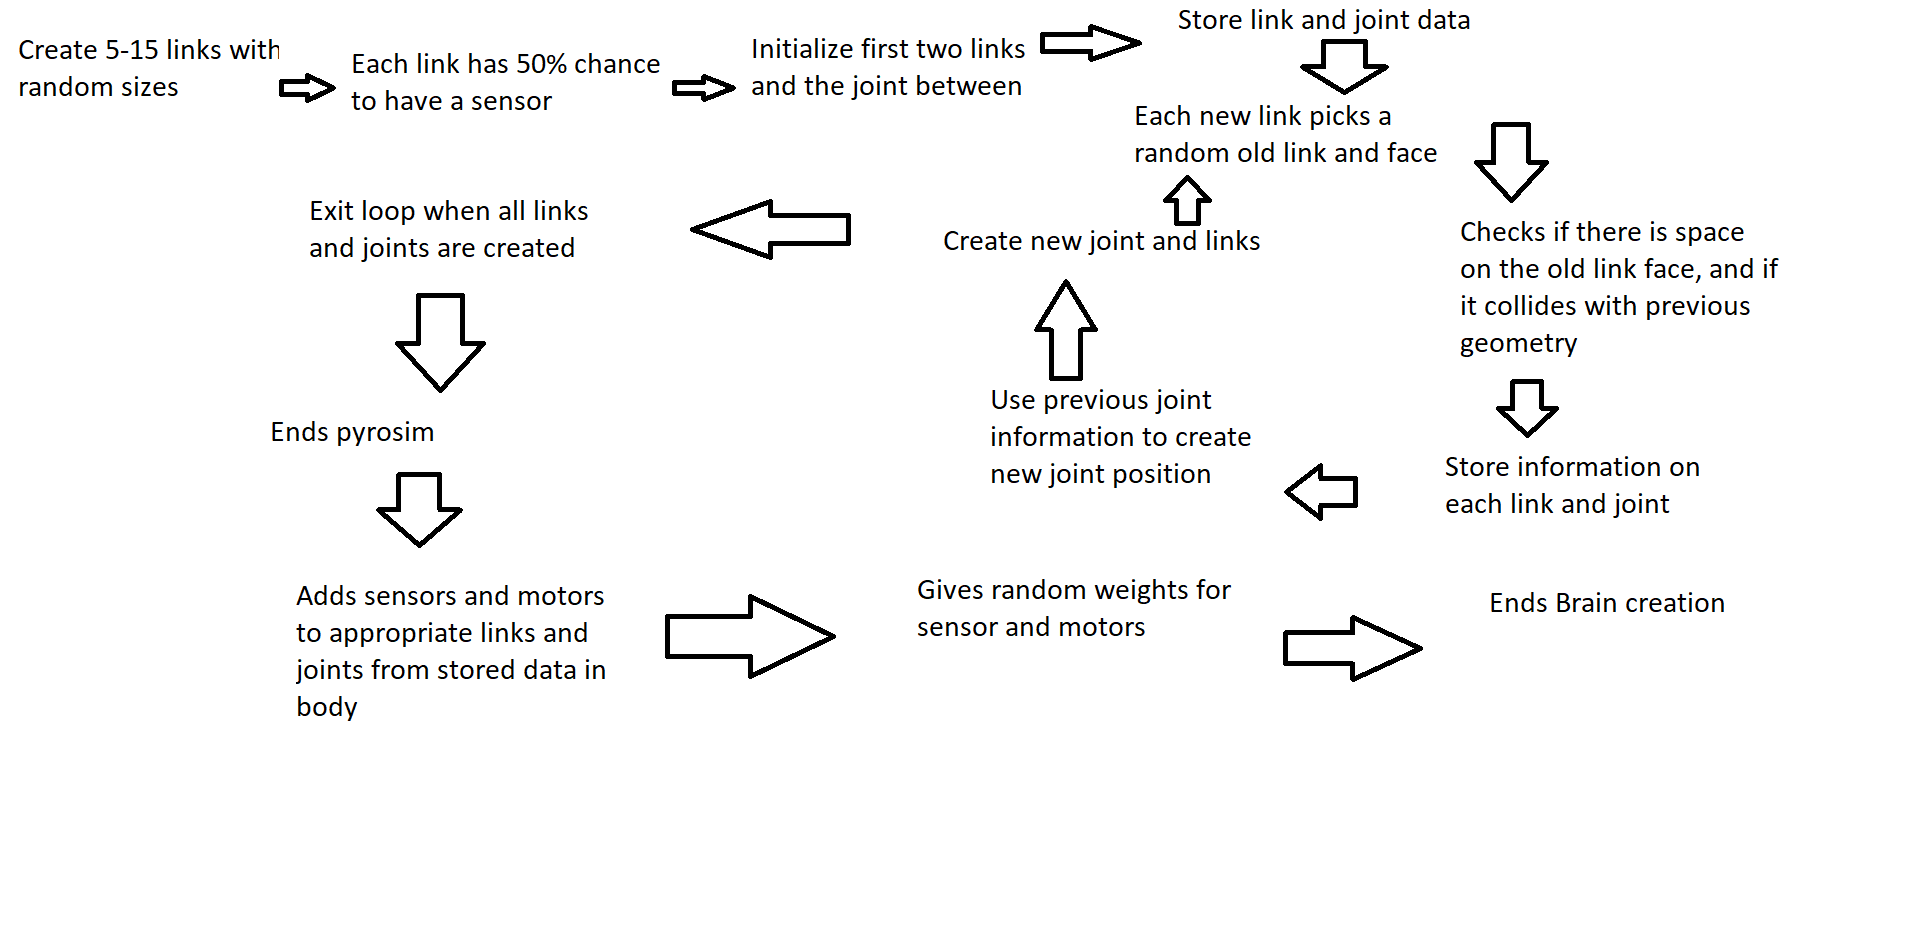 Create 5-15 links with
random sizes
Each link has 50% chance
to have a sensor
Initialize first two links
and the joint between
Store link and joint data
Each new link picks a
random old link and face
Checks if there is space
on the old link face, and if
it collides with previous
geometry
Store information on
each link and joint
Use previous joint
information to create
new joint position
Create new joint and links
Exit loop when all links
and joints are created
Ends pyrosim
Adds sensors and motors
to appropriate links and
joints from stored data in
body
Gives random weights for
sensor and motors
Ends Brain creation